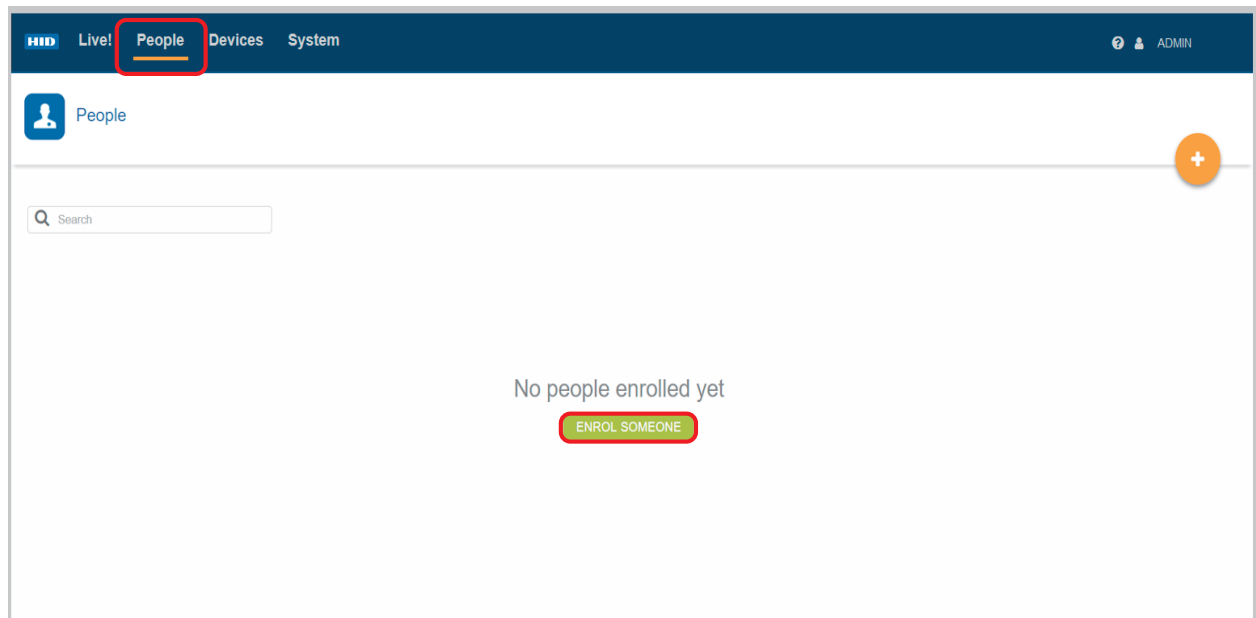 HID Live! People Devices System ADMIN
People
Search
No people enrolled yet
ENROL SOMEONE